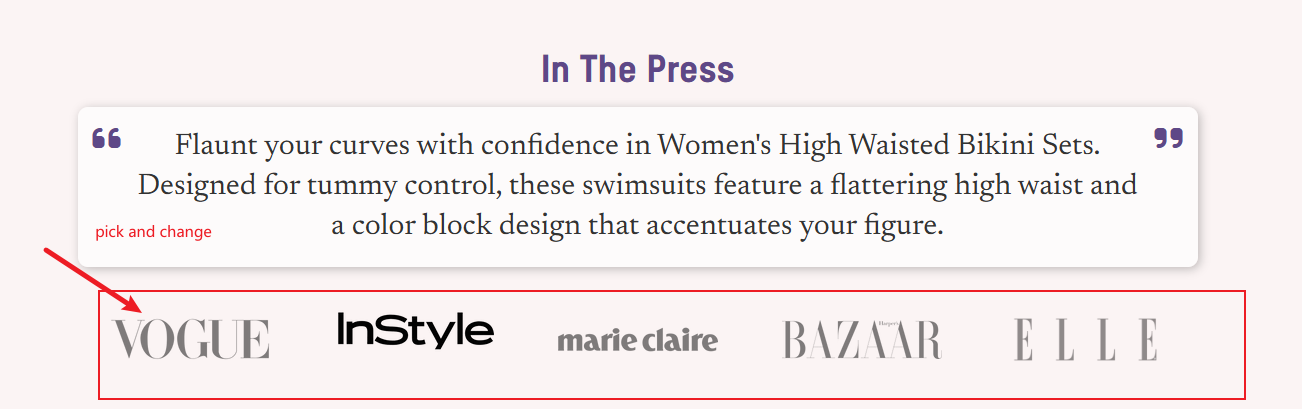 In The Press
“ Flaunt your curves with confidence in Women's High Waisted Bikini Sets. ”
Designed for tummy control, these swimsuits feature a flattering high waist and
a color block design that accentuates your figure.
pick and change
VOGUE InStyle marie claire Harper's BAZAAR ELLE